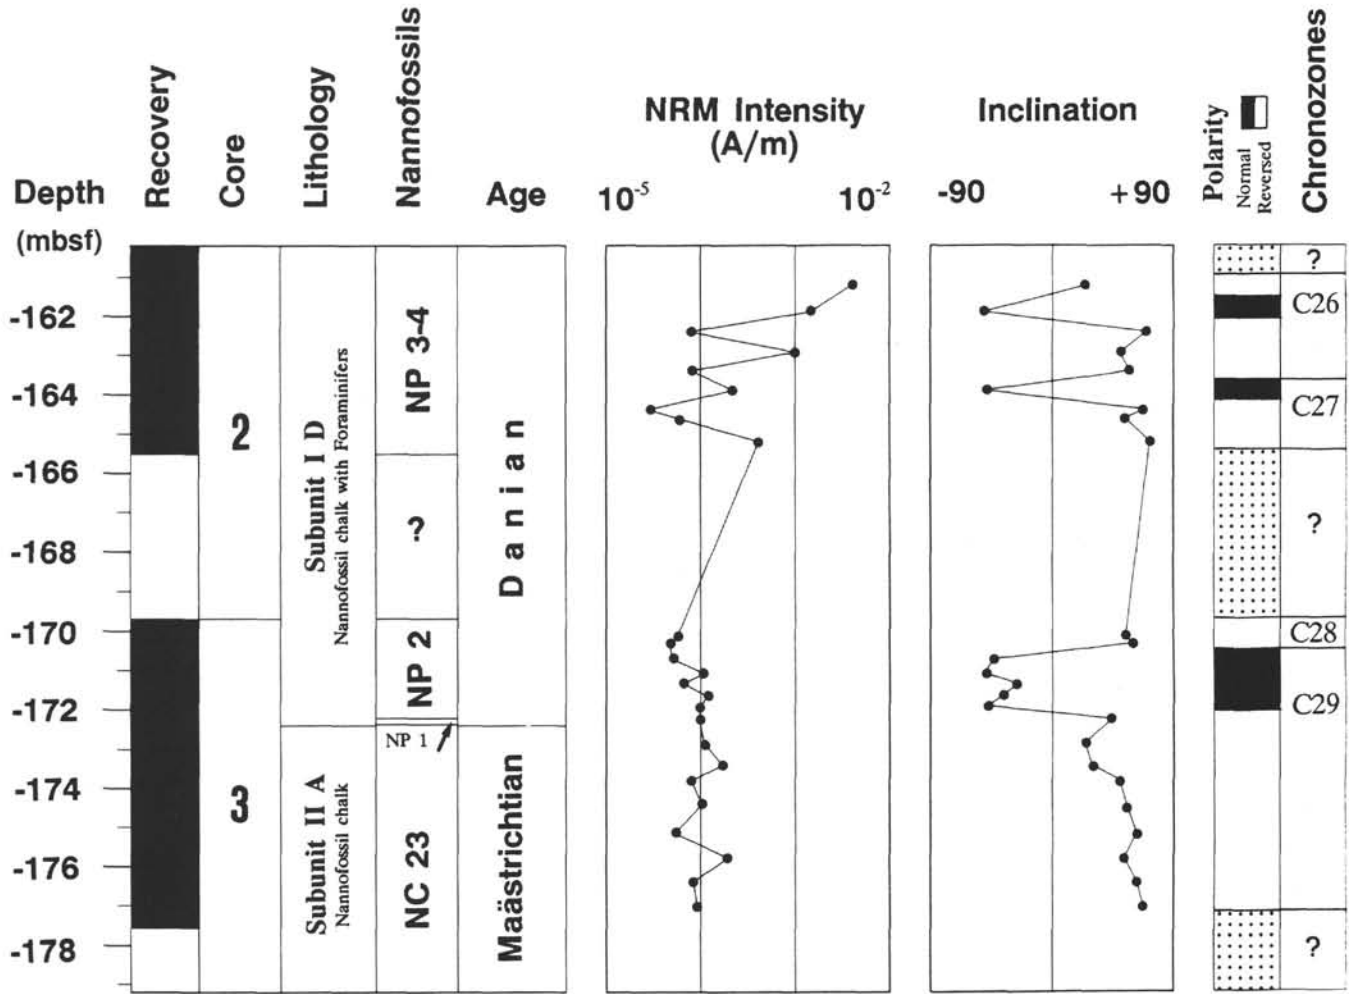 Depth
(mbsf)
Recovery
Core
Lithology
Nannofossils
Age
NRM Intensity
(A/m)
10-5
10-2
Inclination
-90
+90
Polarity
Normal
Reversed
Chronozones
-162
-164
-166
-168
-170
-172
-174
-176
-178
2
3
Subunit I D
Nannofossil chalk with Foraminifers
Subunit II A
Nannofossil chalk
NP 3-4
?
NP 2
NP 1
NC 23
Danian
Maästrichtian
?
C26
C27
?
C28
C29
?